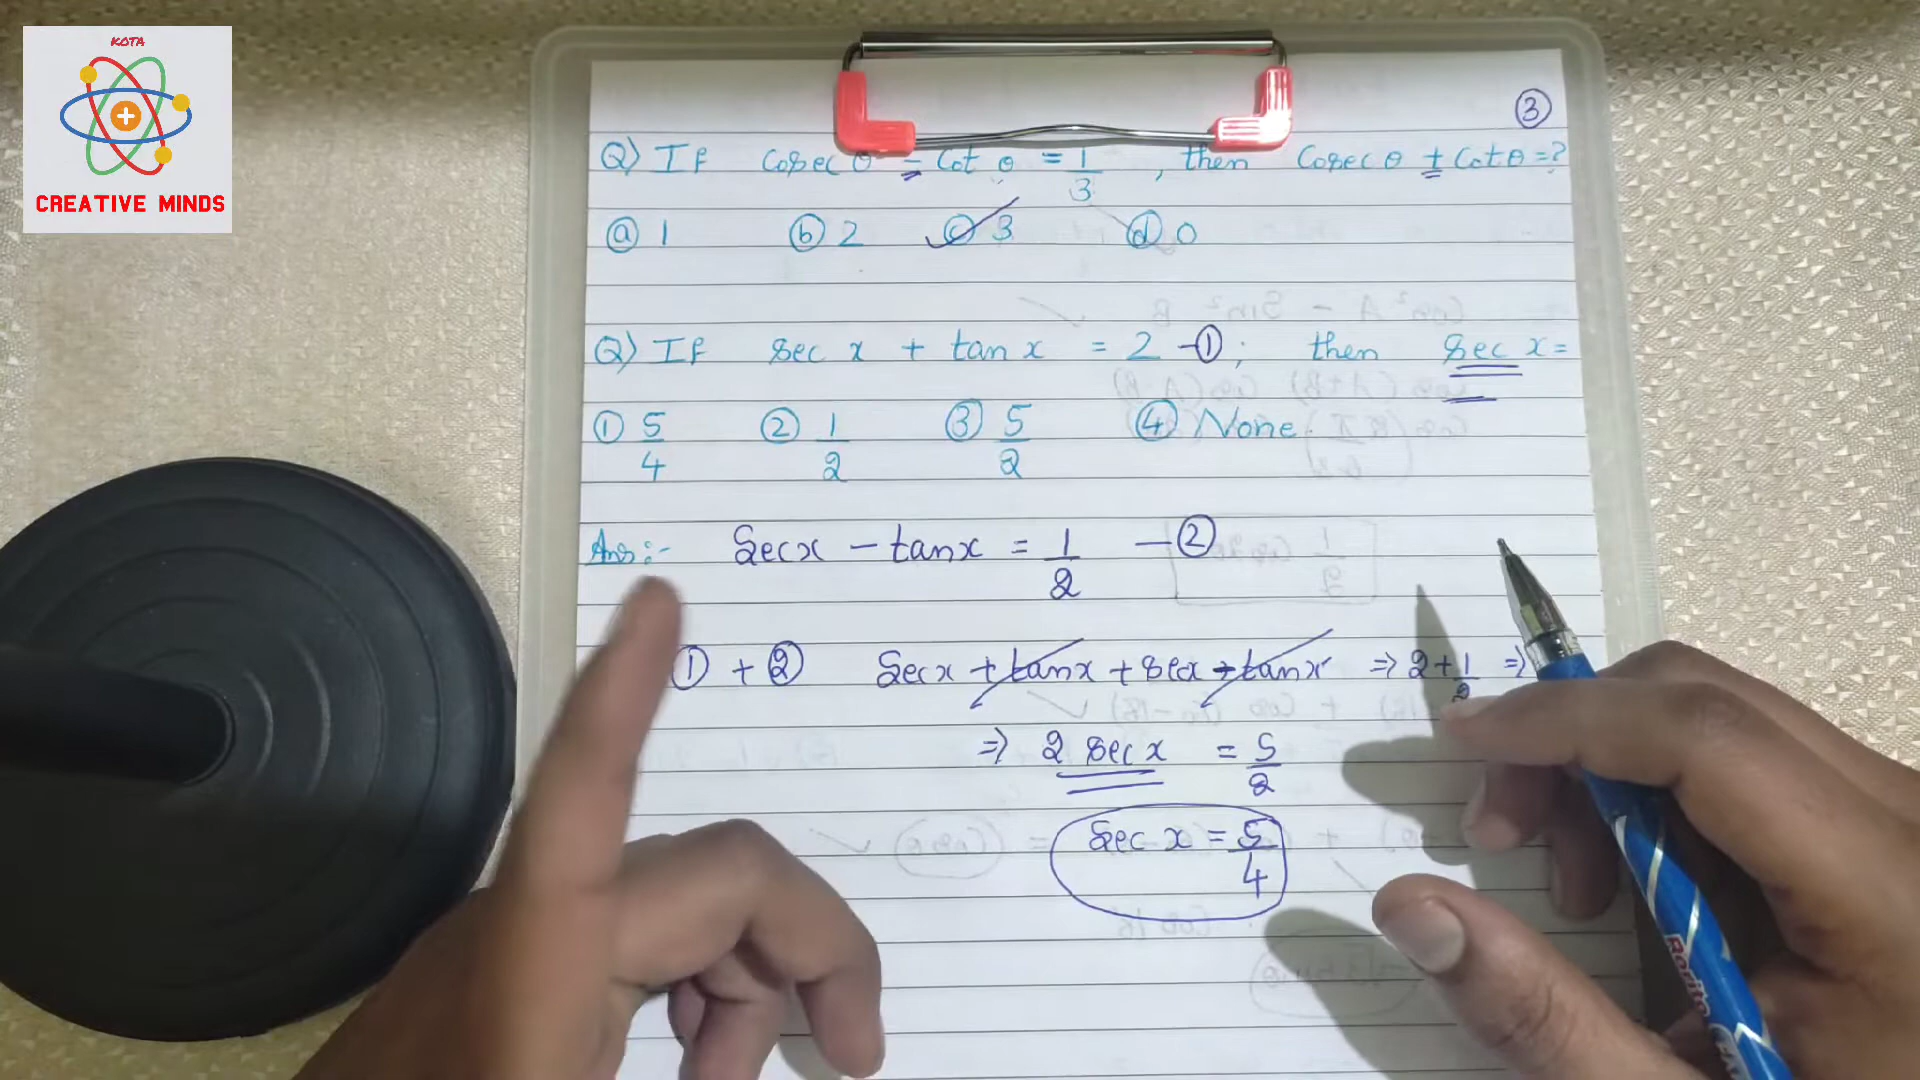 KOTA
CREATIVE MINDS
③
Q) If Cosec θ - Cot θ = 1/3 , then Cosec θ + Cot θ = ?
ⓐ 1 ⓑ 2 ⓒ 3 ⓓ 0
Q) If sec x + tan x = 2 -①; then sec x =
① 5/4 ② 1/2 ③ 5/2 ④ None.
Ans:- Sec x - tan x = 1/2 -②
① + ② Sec x + tan x + sec x - tan x ⇒ 2 + 1/2 ⇒
⇒ 2 sec x = 5/2
Sec x = 5/4